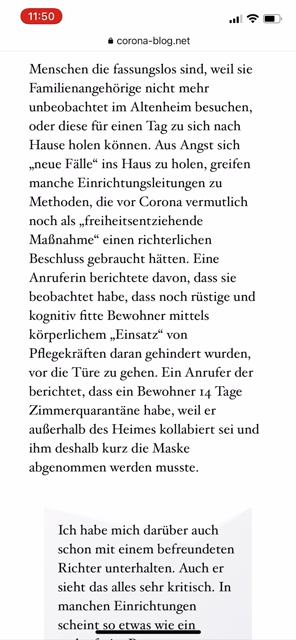 11:50
corona-blog.net
Menschen die fassungslos sind, weil sie
Familienangehörige nicht mehr
unbeobachtet im Altenheim besuchen,
oder diese für einen Tag zu sich nach
Hause holen können. Aus Angst sich
„neue Fälle“ ins Haus zu holen, greifen
manche Einrichtungsleitungen zu
Methoden, die vor Corona vermutlich
noch als „freiheitsentziehende
Maßnahme“ einen richterlichen
Beschluss gebraucht hätten. Eine
Anruferin berichtete davon, dass sie
beobachtet habe, dass noch rüstige und
kognitiv fitte Bewohner mittels
körperlichem „Einsatz“ von
Pflegekräften daran gehindert wurden,
vor die Türe zu gehen. Ein Anrufer der
berichtet, dass ein Bewohner 14 Tage
Zimmerquarantäne habe, weil er
außerhalb des Heimes kollabiert sei und
ihm deshalb kurz die Maske
abgenommen werden musste.
Ich habe mich darüber auch
schon mit einem befreundeten
Richter unterhalten. Auch er
sieht das alles sehr kritisch. In
manchen Einrichtungen
scheint so etwas wie ein